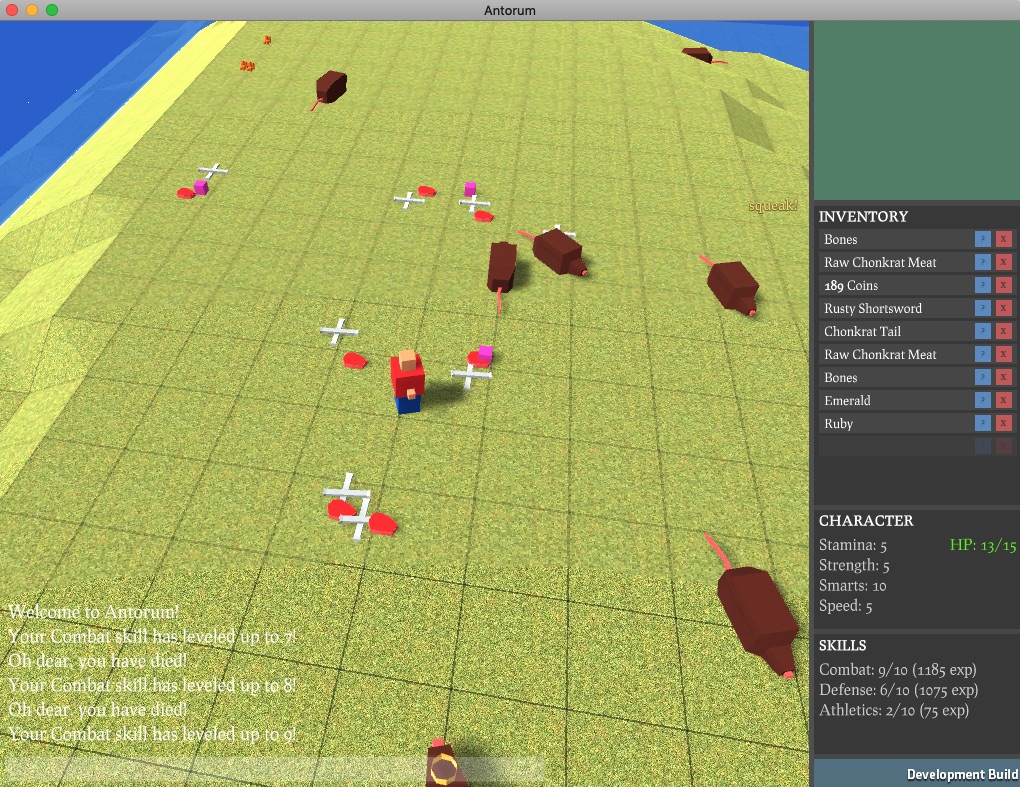 Antorum
squeak!
Welcome to Antorum!
Your Combat skill has leveled up to 7!
Oh dear, you have died!
Your Combat skill has leveled up to 8!
Oh dear, you have died!
Your Combat skill has leveled up to 9!
INVENTORY
Bones ? X
Raw Chonkrat Meat ? X
189 Coins ? X
Rusty Shortsword ? X
Chonkrat Tail ? X
Raw Chonkrat Meat ? X
Bones ? X
Emerald ? X
Ruby ? X
? X
CHARACTER
Stamina: 5 HP: 13/15
Strength: 5
Smarts: 10
Speed: 5
SKILLS
Combat: 9/10 (1185 exp)
Defense: 6/10 (1075 exp)
Athletics: 2/10 (75 exp)
Development Build